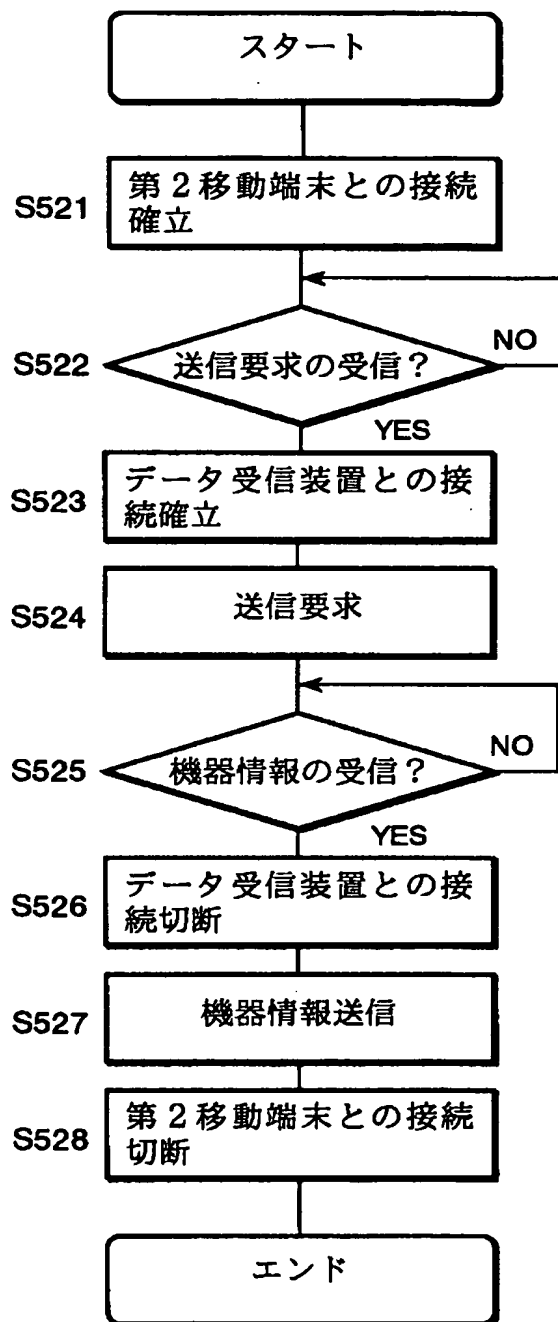 スタート
S521
第2移動端末との接続
確立
S522
送信要求の受信?
NO
YES
S523
データ受信装置との接
続確立
S524
送信要求
S525
機器情報の受信?
NO
YES
S526
データ受信装置との接
続切断
S527
機器情報送信
S528
第2移動端末との接続
切断
エンド